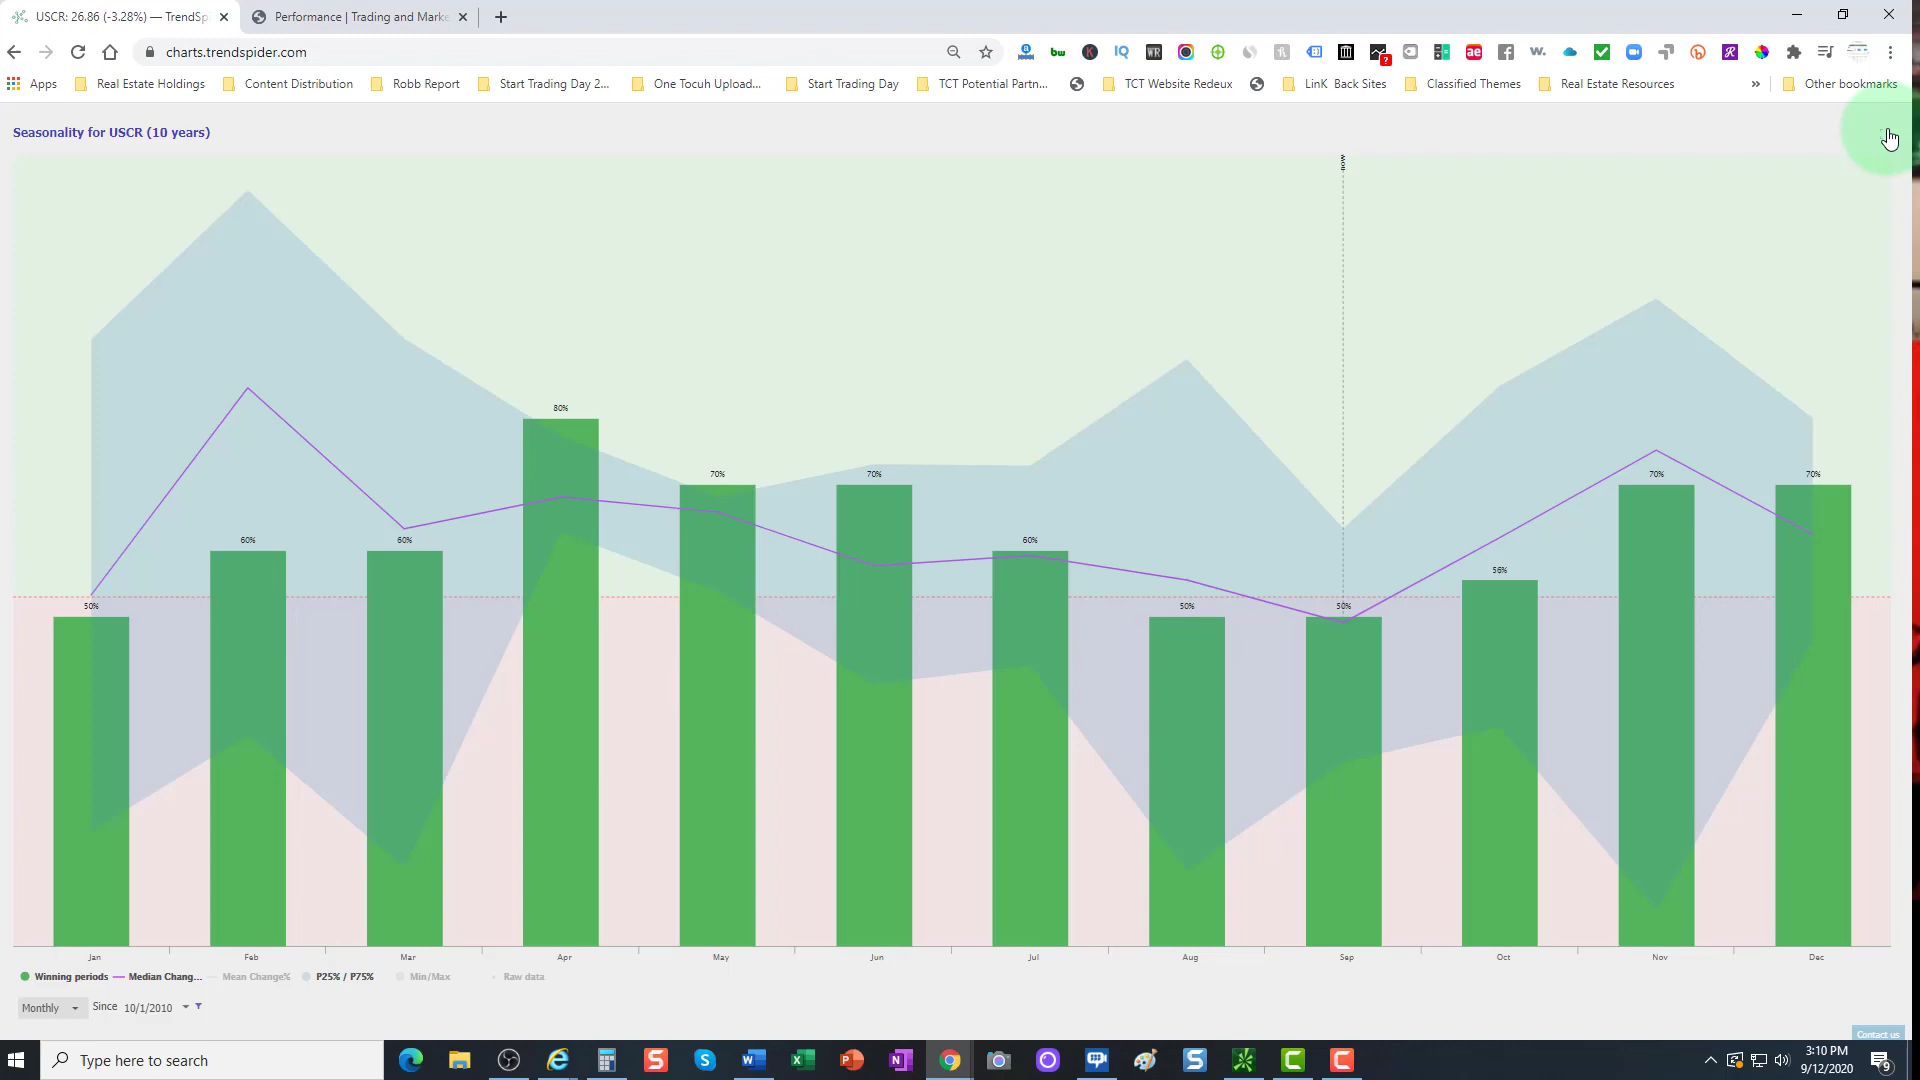 USCR: 26.86 (-3.28%) — TrendSp
Performance | Trading and Marke
charts.trendspider.com
Apps
Real Estate Holdings
Content Distribution
Robb Report
Start Trading Day 2...
One Tocuh Upload...
Start Trading Day
TCT Potential Partn...
TCT Website Redeux
LinK Back Sites
Classified Themes
Real Estate Resources
Other bookmarks
Seasonality for USCR (10 years)
now
80%
70%
70%
70%
70%
60%
60%
60%
56%
50%
50%
50%
Jan
Feb
Mar
Apr
May
Jun
Jul
Aug
Sep
Oct
Nov
Dec
Winning periods
Median Chang...
Mean Change%
P25% / P75%
Min/Max
Raw data
Monthly
Since 10/1/2010
Contact us
Type here to search
3:10 PM
9/12/2020
9